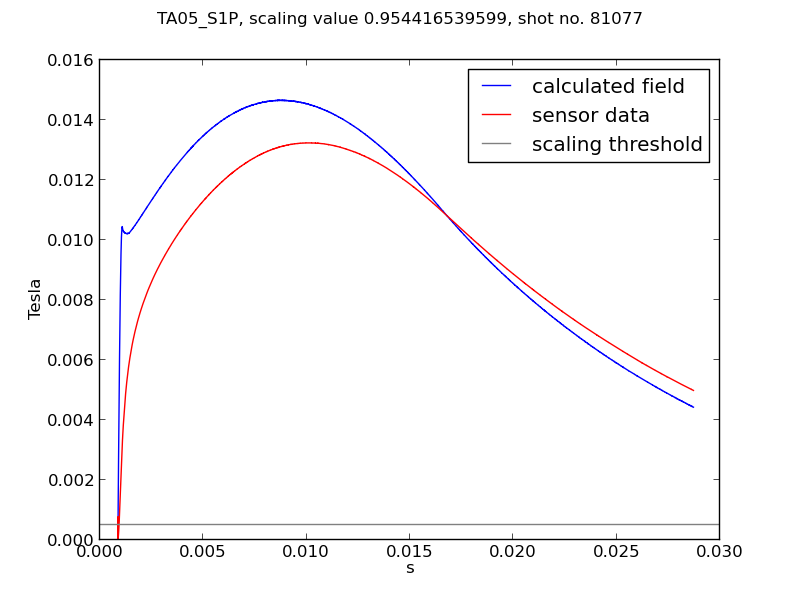 TA05_S1P, scaling value 0.954416539599, shot no. 81077
0.016
calculated field
sensor data
scaling threshold
0.014
0.012
0.010
0.008
0.006
0.004
0.002
0.000
Tesla
0.000 0.005 0.010 0.015 0.020 0.025 0.030
s